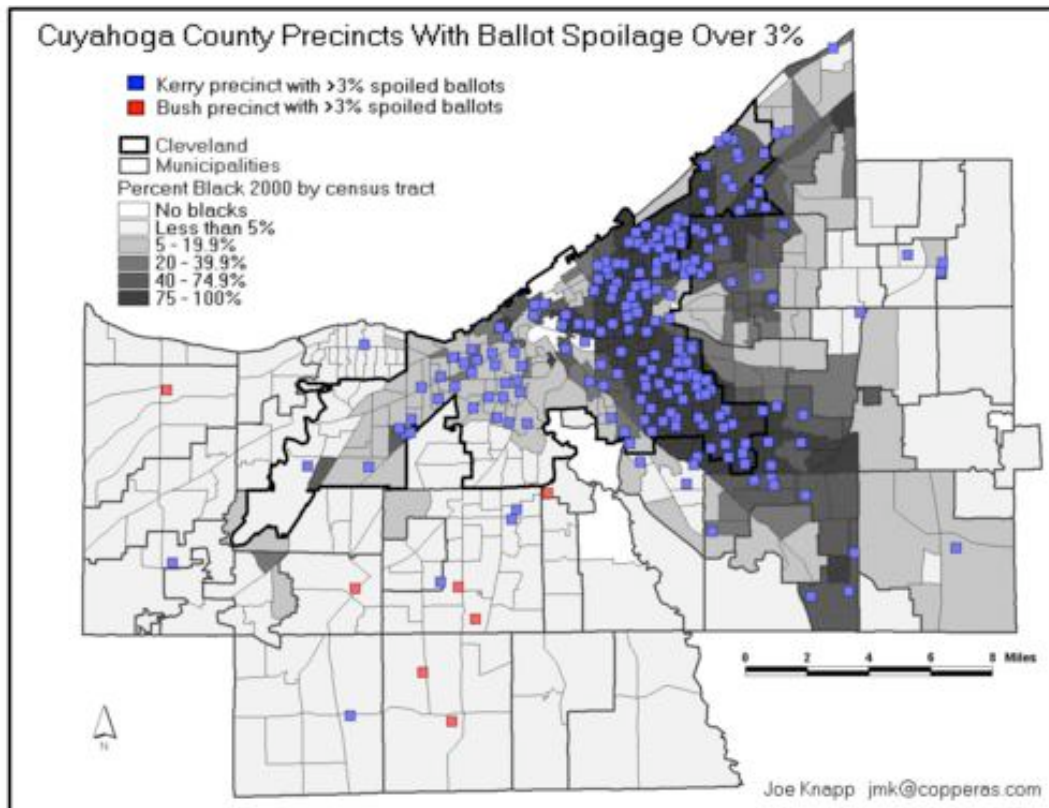 Cuyahoga County Precincts With Ballot Spoilage Over 3%
Kerry precinct with >3% spoiled ballots
Bush precinct with >3% spoiled ballots
Cleveland
Municipalities
Percent Black 2000 by census tract
No blacks
Less than 5%
5 - 19.9%
20 - 39.9%
40 - 74.9%
75 - 100%
0 2 4 6 8 Miles
N
Joe Knapp jmk@copperas.com